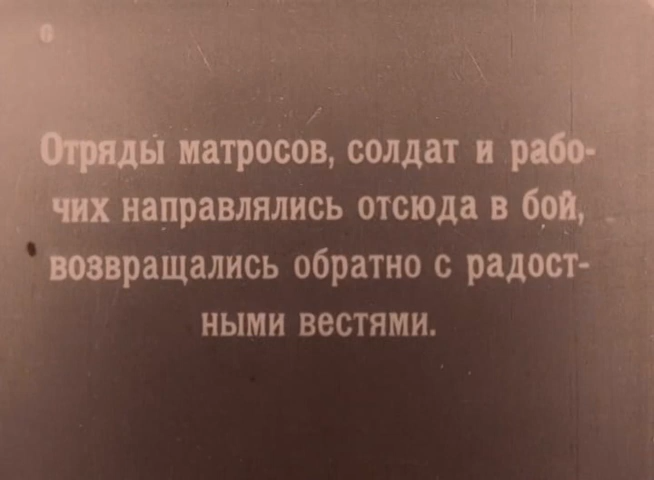 Отряды матросов, солдат и рабо-
чих направлялись отсюда в бой,
возвращались обратно с радост-
ными вестями.